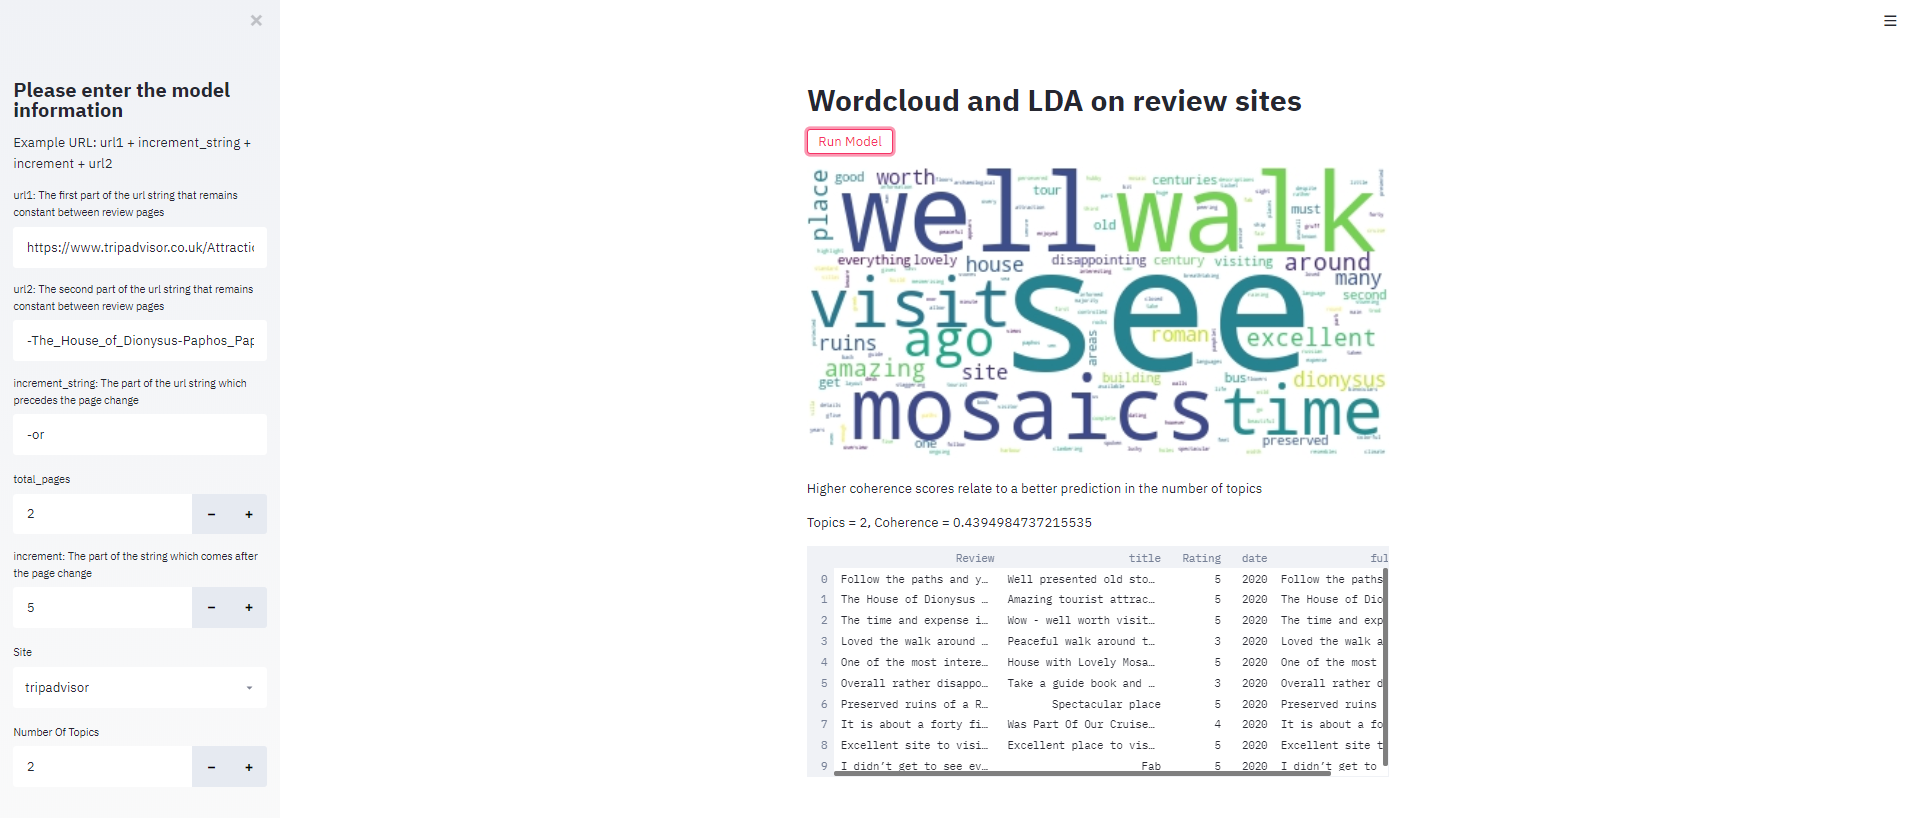 ×
☰
Please enter the model
information
Example URL: url1 + increment_string +
increment + url2
url1: The first part of the url string that remains
constant between review pages
https://www.tripadvisor.co.uk/Attractic
url2: The second part of the url string that remains
constant between review pages
-The_House_of_Dionysus-Paphos_Pap
increment_string: The part of the url string which
precedes the page change
-or
total_pages
2 − +
increment: The part of the string which comes after
the page change
5 − +
Site
tripadvisor
Number Of Topics
2 − +
Wordcloud and LDA on review sites
Run Model
place good worth tour centuries
well walk old must
everything lovely house disappointing century visiting around many
visit see second
ruins ago areas roman excellent
amazing site
get building bus dionysus
mosaics time
one preserved
Higher coherence scores relate to a better prediction in the number of topics
Topics = 2, Coherence = 0.4394984737215535
Review title Rating date ful
0 Follow the paths and y… Well presented old sto… 5 2020 Follow the paths
1 The House of Dionysus … Amazing tourist attrac… 5 2020 The House of Dio
2 The time and expense i… Wow - well worth visit… 5 2020 The time and exp
3 Loved the walk around … Peaceful walk around t… 3 2020 Loved the walk a
4 One of the most intere… House with Lovely Mosa… 5 2020 One of the most
5 Overall rather disappo… Take a guide book and … 3 2020 Overall rather d
6 Preserved ruins of a R… Spectacular place 5 2020 Preserved ruins
7 It is about a forty fi… Was Part Of Our Cruise… 4 2020 It is about a fo
8 Excellent site to visi… Excellent place to vis… 5 2020 Excellent site t
9 I didn’t get to see ev… Fab 5 2020 I didn’t get to